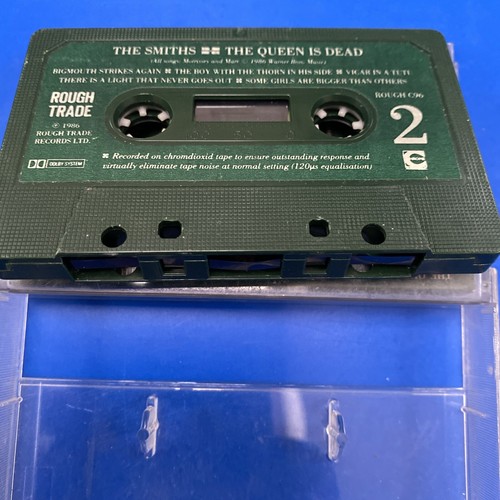 THE SMITHS THE QUEEN IS DEAD
(All songs, Morrissey and Marr © 1986 Warner Bros. Music)
BIGMOUTH STRIKES AGAIN THE BOY WITH THE THORN IN HIS SIDE VICAR IN A TUTU
THERE IS A LIGHT THAT NEVER GOES OUT SOME GIRLS ARE BIGGER THAN OTHERS
ROUGH
TRADE
℗ 1986
ROUGH TRADE
RECORDS LTD.
ROUGH C96
2
DOLBY SYSTEM
Recorded on chromdioxid tape to ensure outstanding response and
virtually eliminate tape noise at normal setting (120µs equalisation)